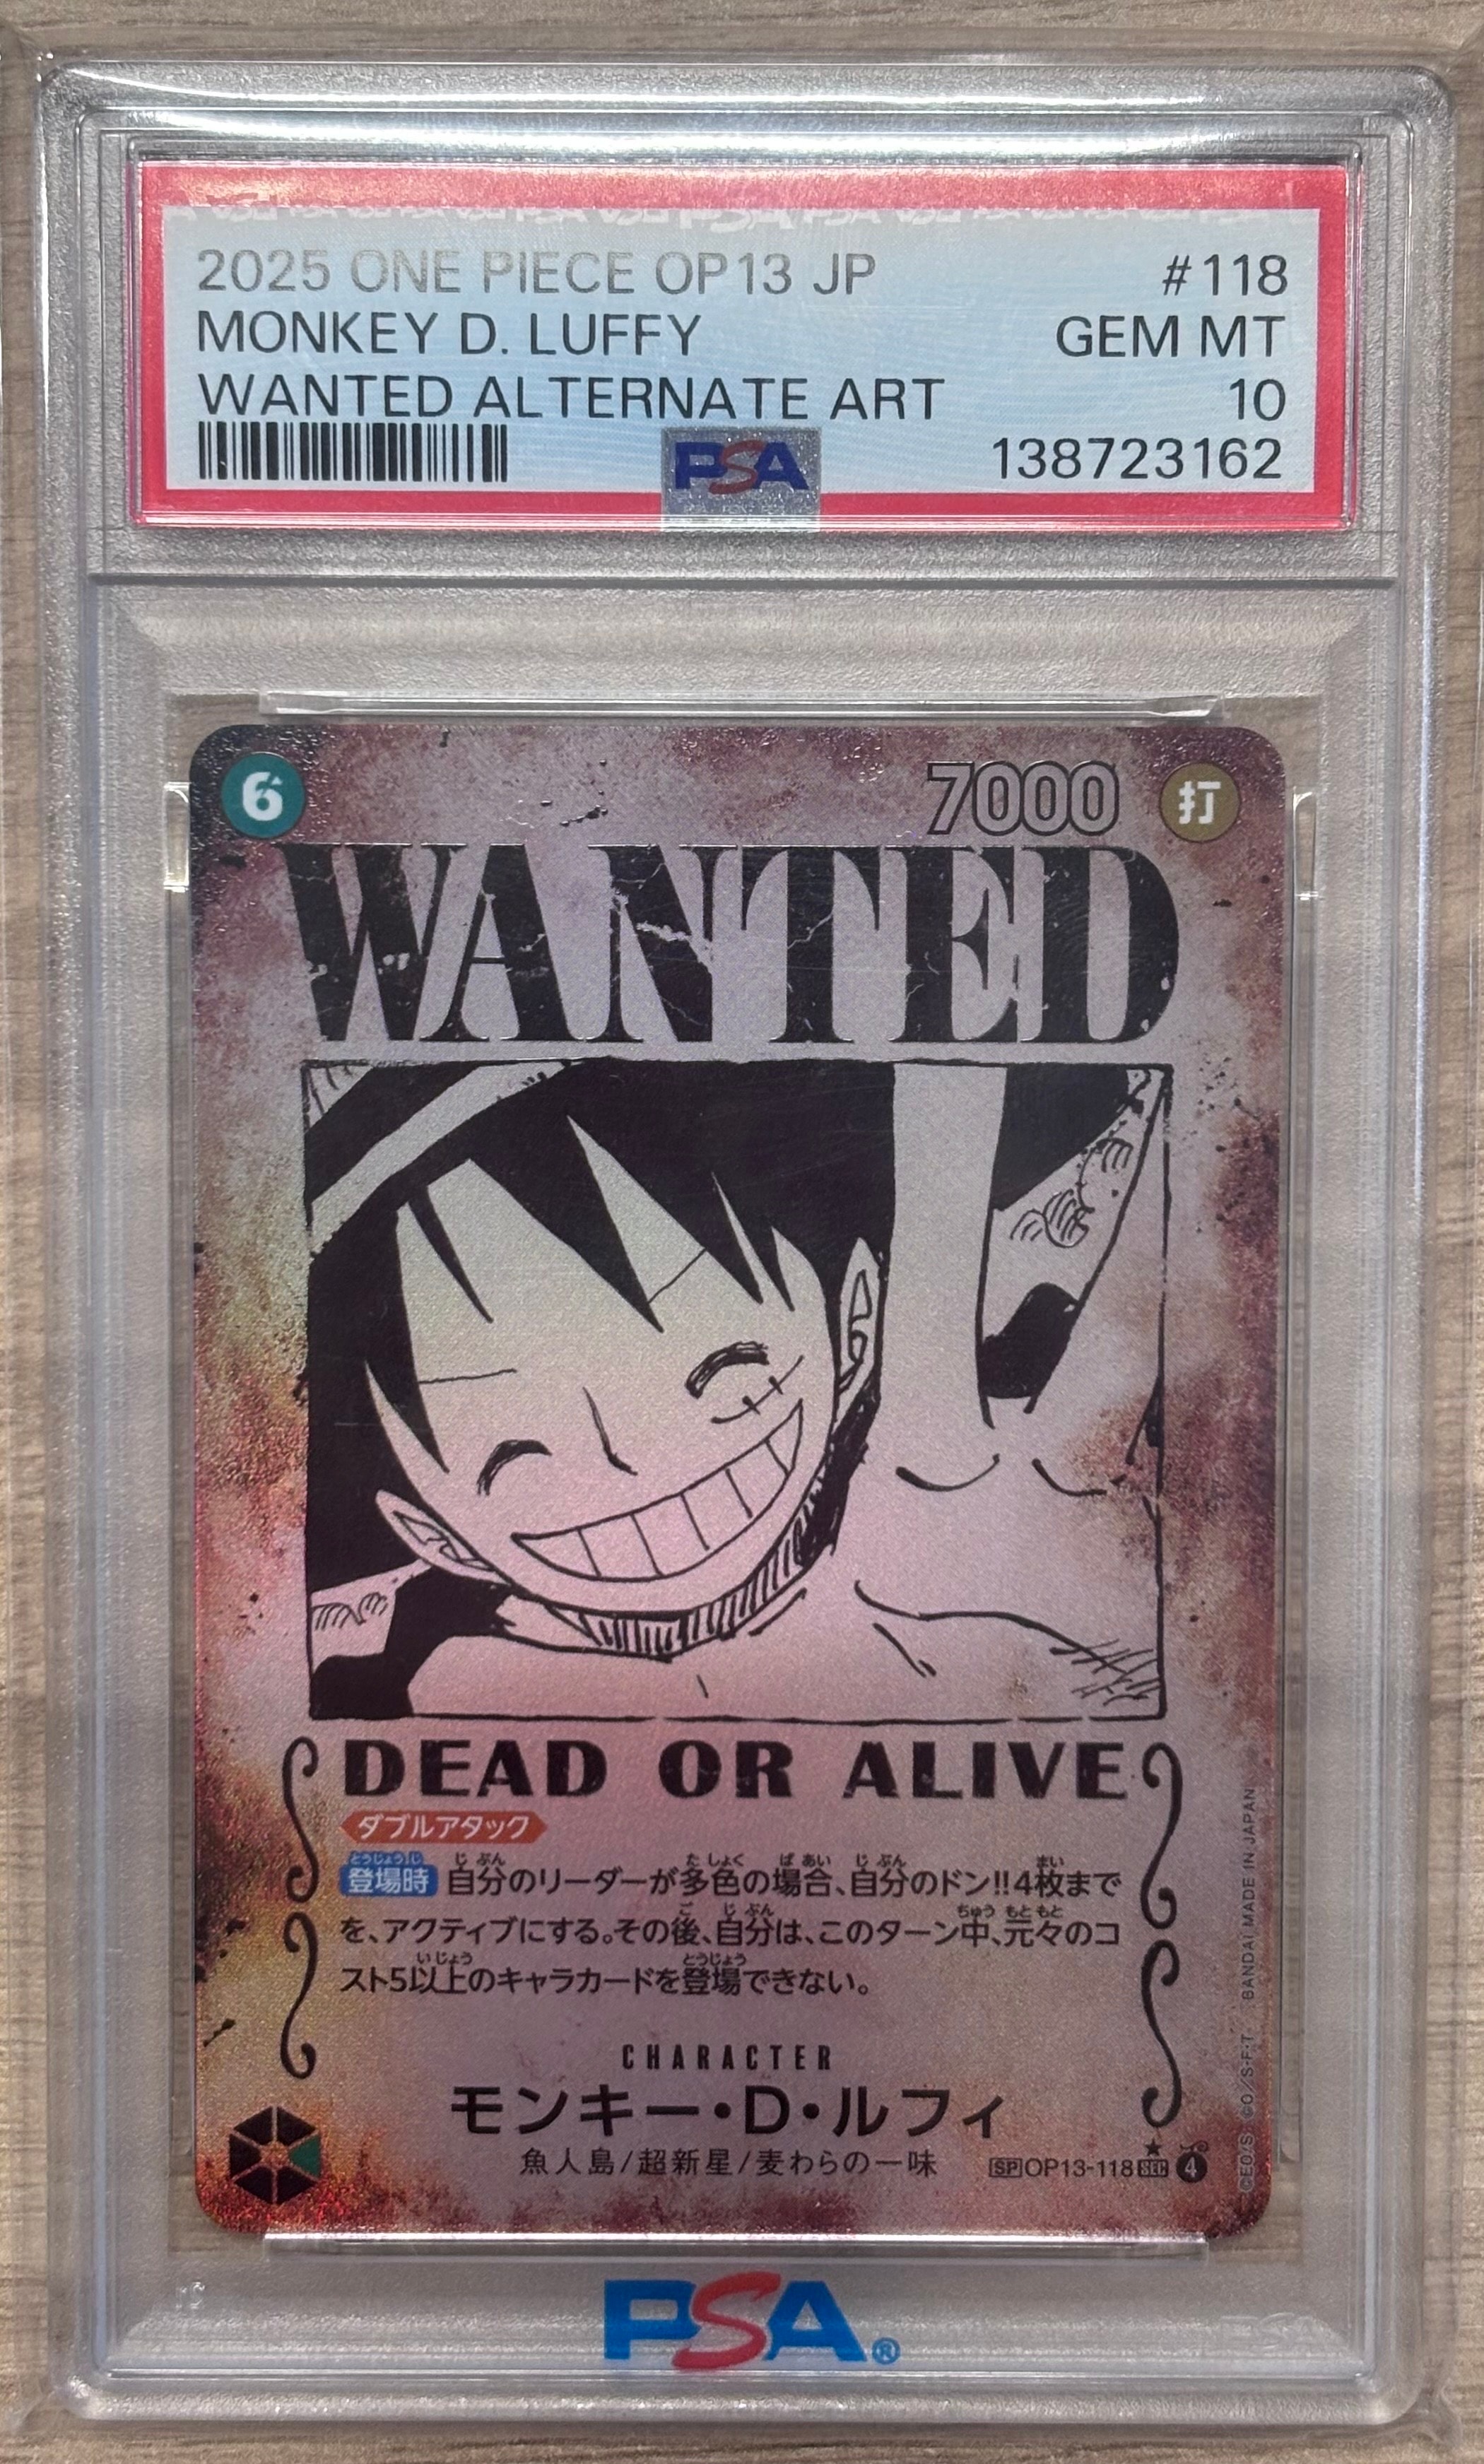 2025 ONE PIECE OP13 JP #118
MONKEY D. LUFFY GEM MT
WANTED ALTERNATE ART 10
PSA 138723162
6 7000 打
WANTED
DEAD OR ALIVE
ダブルアタック
登場時 自分のリーダーが多色の場合、自分のドン!!4枚まで
を、アクティブにする。その後、自分は、このターン中、元々のコ
スト5以上のキャラカードを登場できない。
CHARACTER
モンキー・D・ルフィ
魚人島/超新星/麦わらの一味 SP OP13-118 SEC 4
©E.O./S. ©O./S.F.T. BANDAI MADE IN JAPAN
PSA®